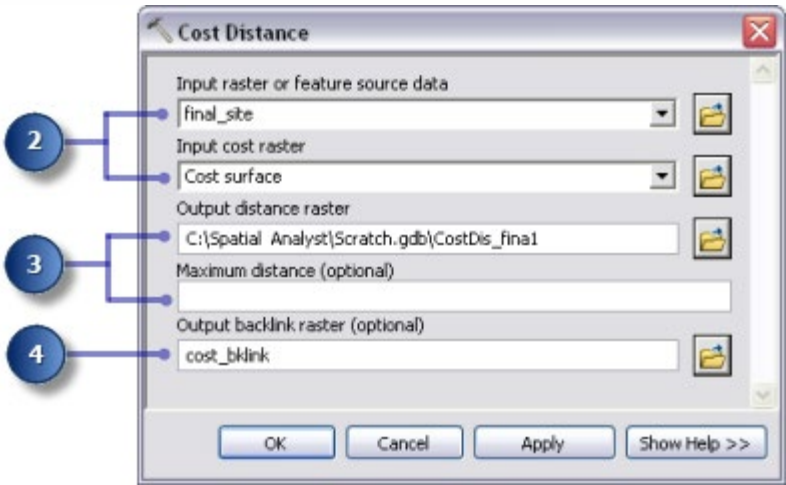 Cost Distance
Input raster or feature source data
2
final_site
Input cost raster
Cost surface
Output distance raster
C:\Spatial Analyst\Scratch.gdb\CostDis_fina1
3
Maximum distance (optional)
Output backlink raster (optional)
4
cost_bklink
OK Cancel Apply Show Help >>